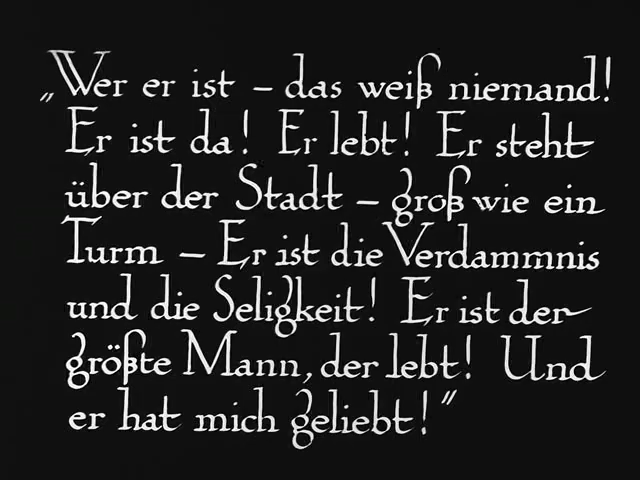 „Wer er ist – das weiß niemand!
Er ist da! Er lebt! Er steht
über der Stadt – groß wie ein
Turm – Er ist die Verdammnis
und die Seligkeit! Er ist der
größte Mann, der lebt! Und
er hat mich geliebt!”